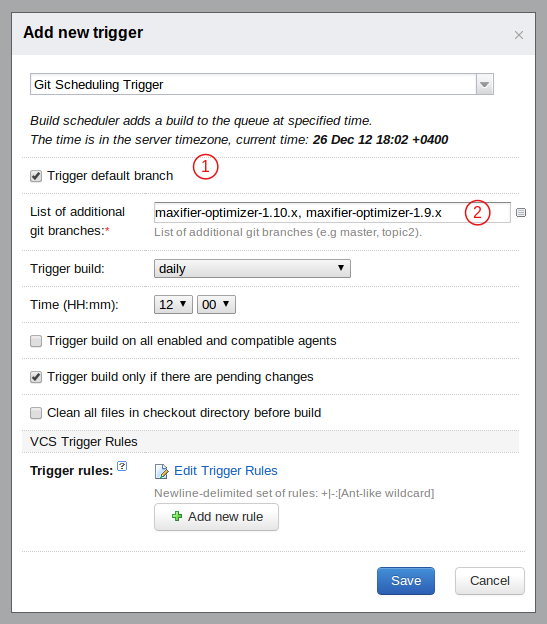 Add new trigger
×
Git Scheduling Trigger
Build scheduler adds a build to the queue at specified time.
The time is in the server timezone, current time: 26 Dec 12 18:02 +0400
1
Trigger default branch
List of additional git branches:*
maxifier-optimizer-1.10.x, maxifier-optimizer-1.9.x
2
List of additional git branches (e.g master, topic2).
Trigger build: daily
Time (HH:mm): 12 00
Trigger build on all enabled and compatible agents
Trigger build only if there are pending changes
Clean all files in checkout directory before build
VCS Trigger Rules
Trigger rules: ? Edit Trigger Rules
Newline-delimited set of rules: +|-:[Ant-like wildcard]
Add new rule
Save Cancel